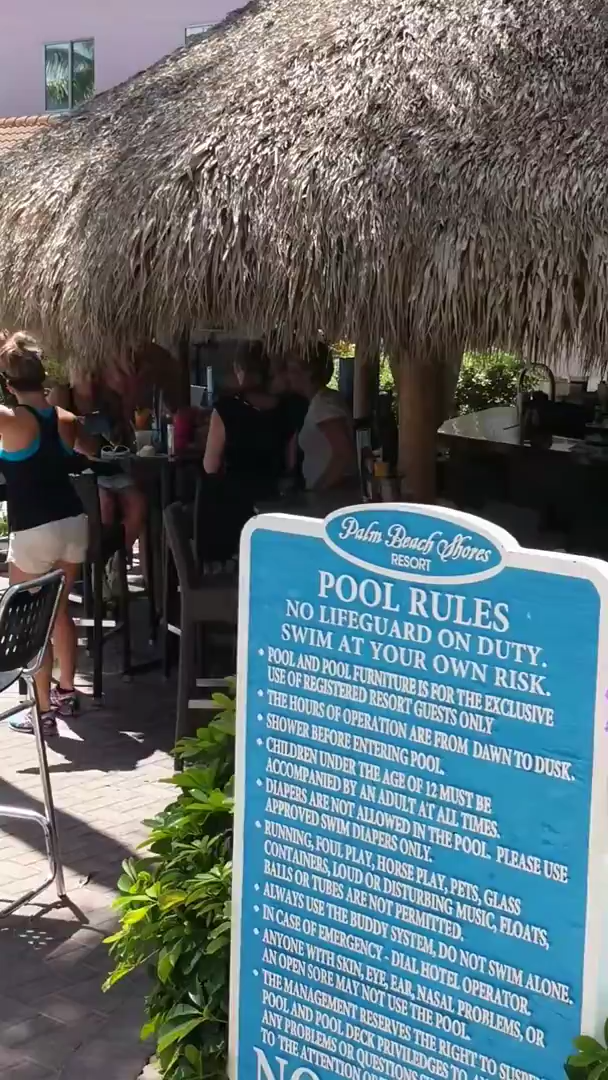 Palm Beach Shores
RESORT
POOL RULES
NO LIFEGUARD ON DUTY.
SWIM AT YOUR OWN RISK.
• POOL AND POOL FURNITURE IS FOR THE EXCLUSIVE
USE OF REGISTERED RESORT GUESTS ONLY
• THE HOURS OF OPERATION ARE FROM DAWN TO DUSK.
• SHOWER BEFORE ENTERING POOL.
• CHILDREN UNDER THE AGE OF 12 MUST BE
ACCOMPANIED BY AN ADULT AT ALL TIMES.
• DIAPERS ARE NOT ALLOWED IN THE POOL. PLEASE USE
APPROVED SWIM DIAPERS ONLY.
• RUNNING, FOUL PLAY, HORSE PLAY, PETS, GLASS
CONTAINERS, LOUD OR DISTURBING MUSIC, FLOATS,
BALLS OR TUBES ARE NOT PERMITTED.
• ALWAYS USE THE BUDDY SYSTEM, DO NOT SWIM ALONE.
• IN CASE OF EMERGENCY - DIAL HOTEL OPERATOR.
• ANYONE WITH SKIN, EYE, EAR, NASAL PROBLEMS, OR
AN OPEN SORE MAY NOT USE THE POOL.
• THE MANAGEMENT RESERVES THE RIGHT TO
POOL AND POOL DECK PRIVILEDGES TO
ANY PROBLEMS OR QUESTIONS
TO THE ATTENTION